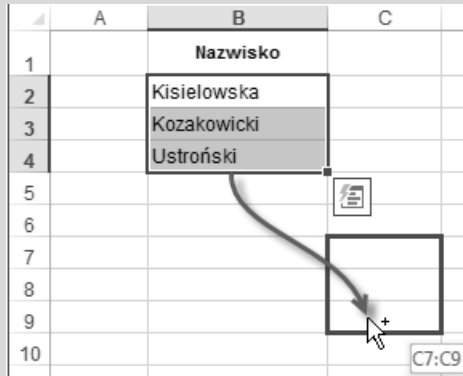 A B C
1 Nazwisko
2 Kisielowska
3 Kozakowicki
4 Ustroński
5
6
7
8
9
10 C7:C9